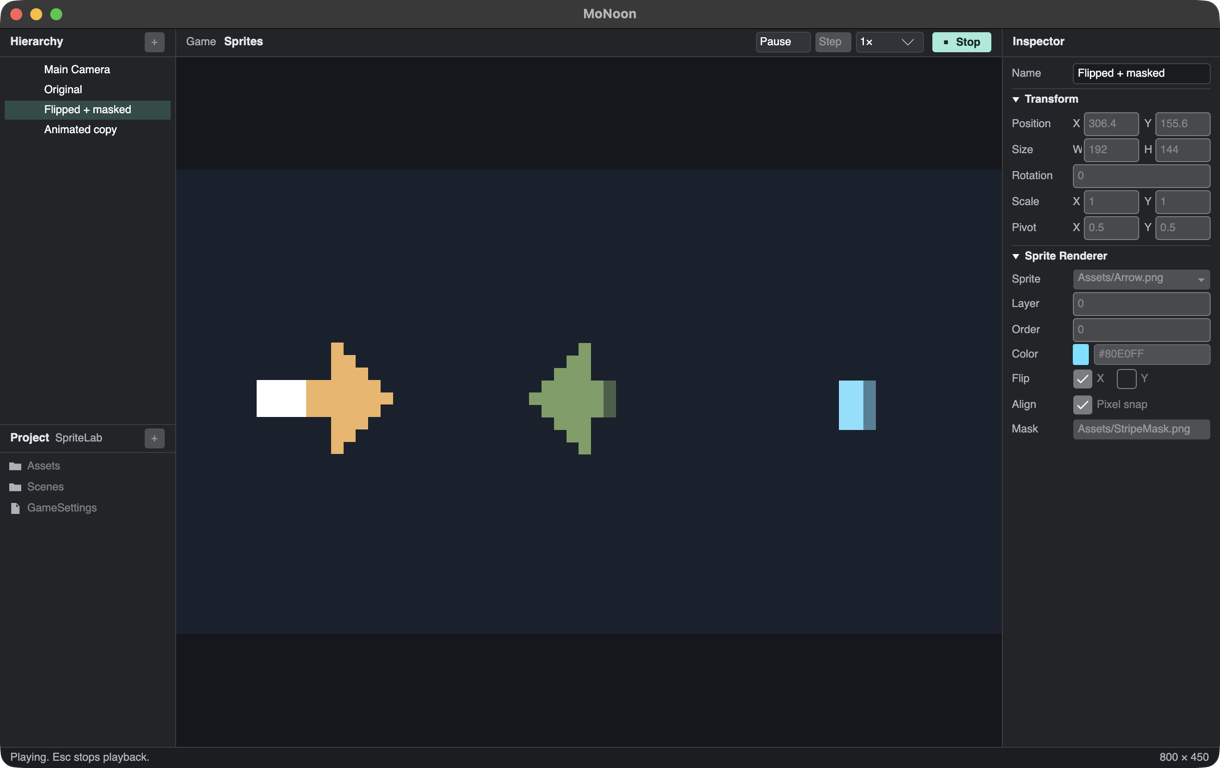 MoNoon
Hierarchy +
Main Camera
Original
Flipped + masked
Animated copy
Project SpriteLab +
Assets
Scenes
GameSettings
Game Sprites Pause Step 1× Stop
Inspector
Name Flipped + masked
Transform
Position X 306.4 Y 155.6
Size W 192 H 144
Rotation 0
Scale X 1 Y 1
Pivot X 0.5 Y 0.5
Sprite Renderer
Sprite Assets/Arrow.png
Layer 0
Order 0
Color #80E0FF
Flip X Y
Align Pixel snap
Mask Assets/StripeMask.png
Playing. Esc stops playback. 800 × 450